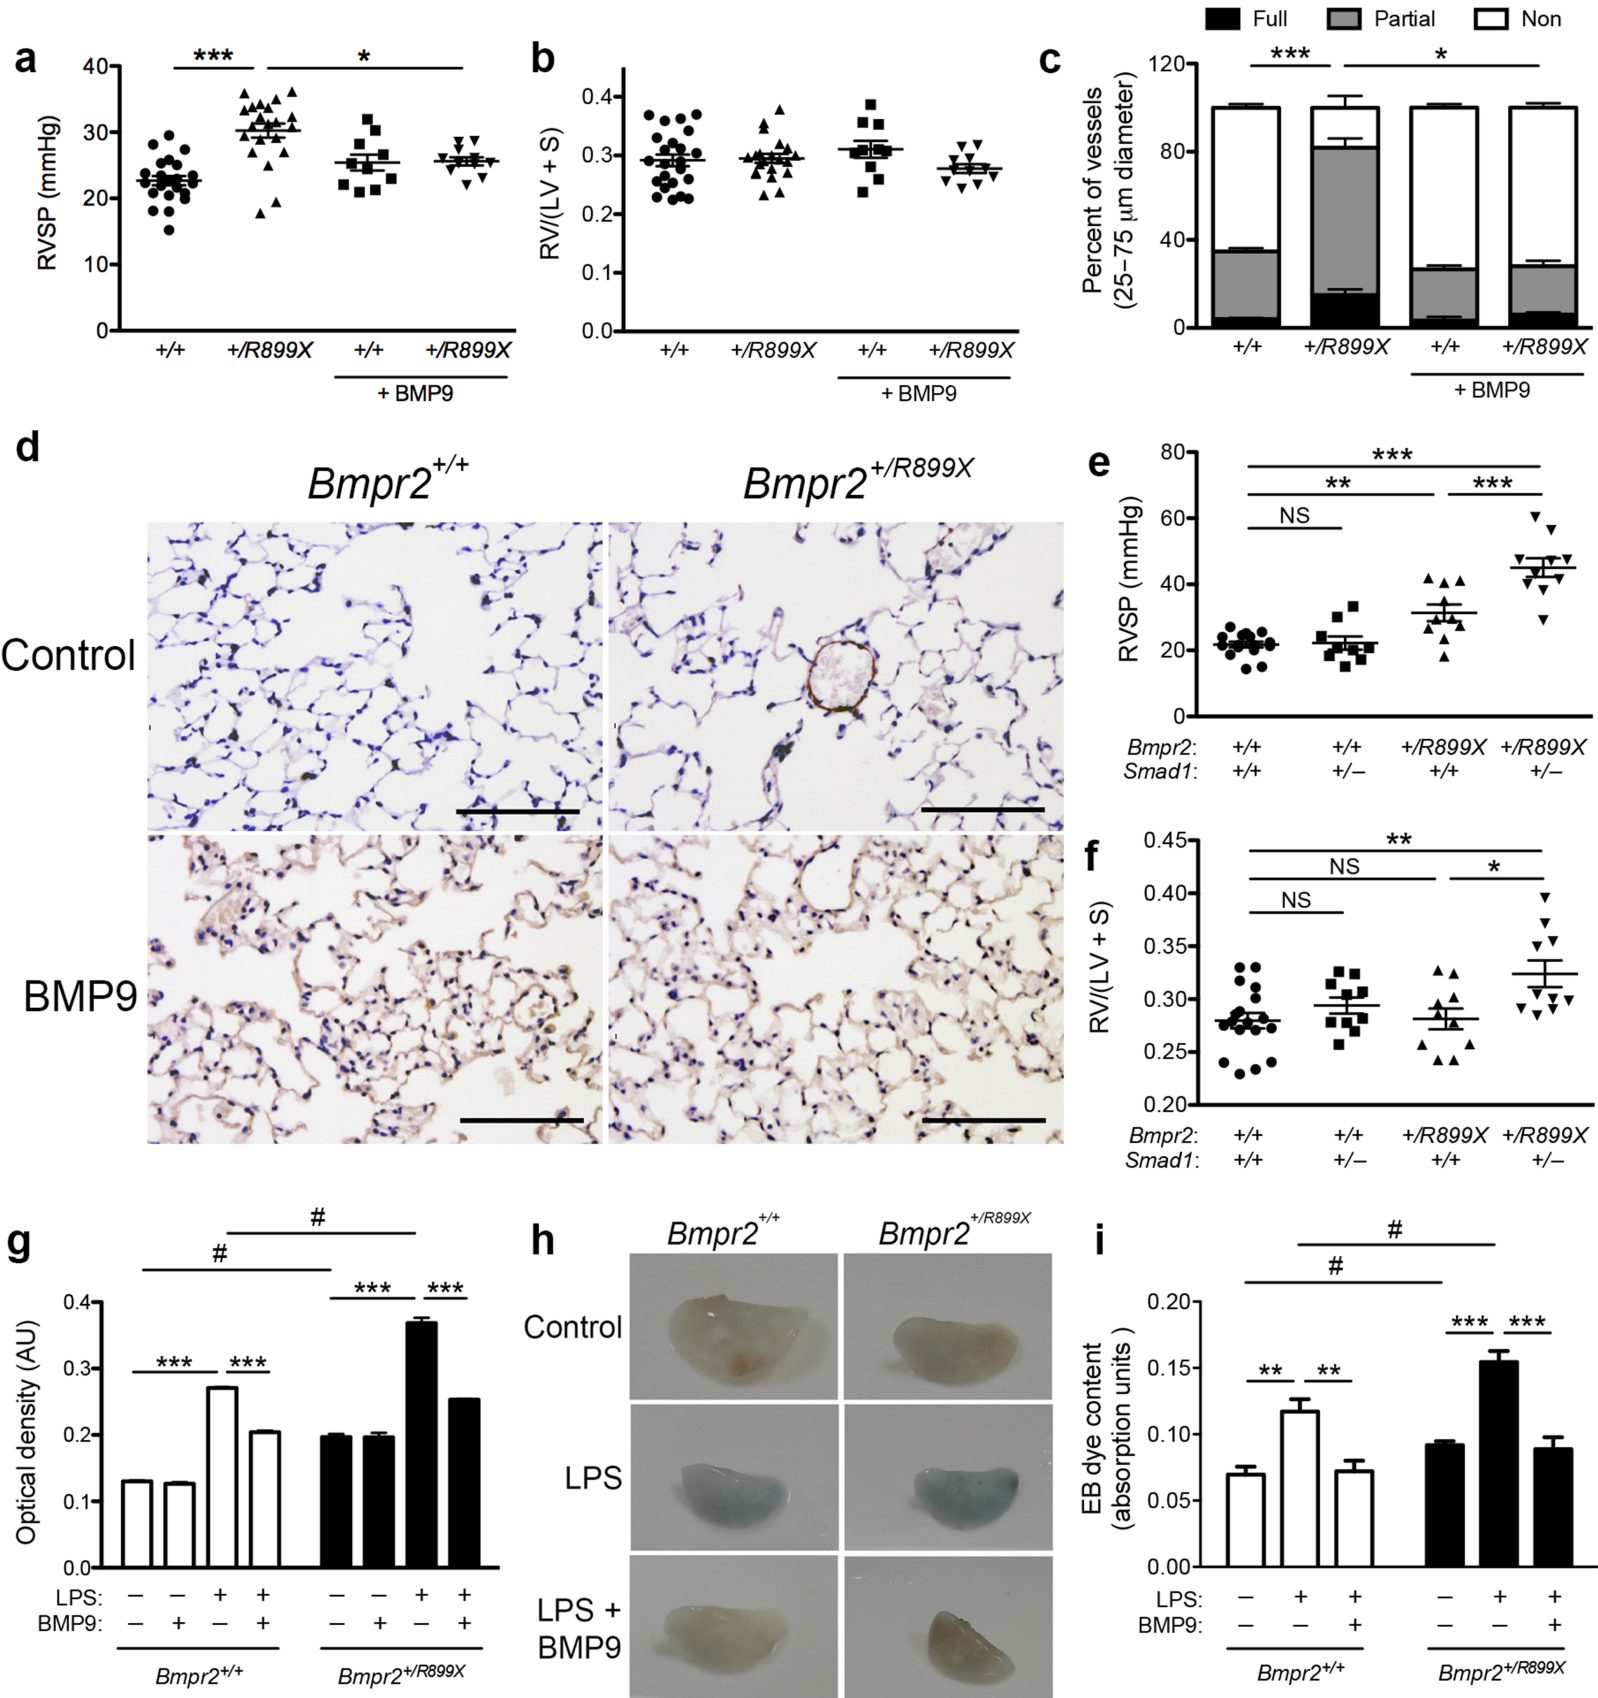 a
RVSP (mmHg)
40
30
20
10
0
*** *
+/+ +/R899X +/+ +/R899X
+ BMP9
b
RV/(LV + S)
0.4
0.3
0.2
0.1
0.0
+/+ +/R899X +/+ +/R899X
+ BMP9
Full Partial Non
c
Percent of vessels
(25–75 μm diameter)
120
80
40
0
*** *
+/+ +/R899X +/+ +/R899X
+ BMP9
d
Bmpr2+/+ Bmpr2+/R899X
Control
BMP9
e
RVSP (mmHg)
80
60
40
20
0
***
** ***
NS
Bmpr2: +/+ +/+ +/R899X +/R899X
Smad1: +/+ +/– +/+ +/–
f
RV/(LV + S)
0.45
0.40
0.35
0.30
0.25
0.20
**
NS *
NS
Bmpr2: +/+ +/+ +/R899X +/R899X
Smad1: +/+ +/– +/+ +/–
g
Optical density (AU)
0.4
0.3
0.2
0.1
0.0
#
#
*** ***
*** ***
LPS: – – + + – – + +
BMP9: – + – + – + – +
Bmpr2+/+ Bmpr2+/R899X
h
Bmpr2+/+ Bmpr2+/R899X
Control
LPS
LPS +
BMP9
i
EB dye content
(absorption units )
0.20
0.15
0.10
0.05
0.00
#
#
*** ***
** **
LPS: – + + – + +
BMP9: – – + – – +
Bmpr2+/+ Bmpr2+/R899X